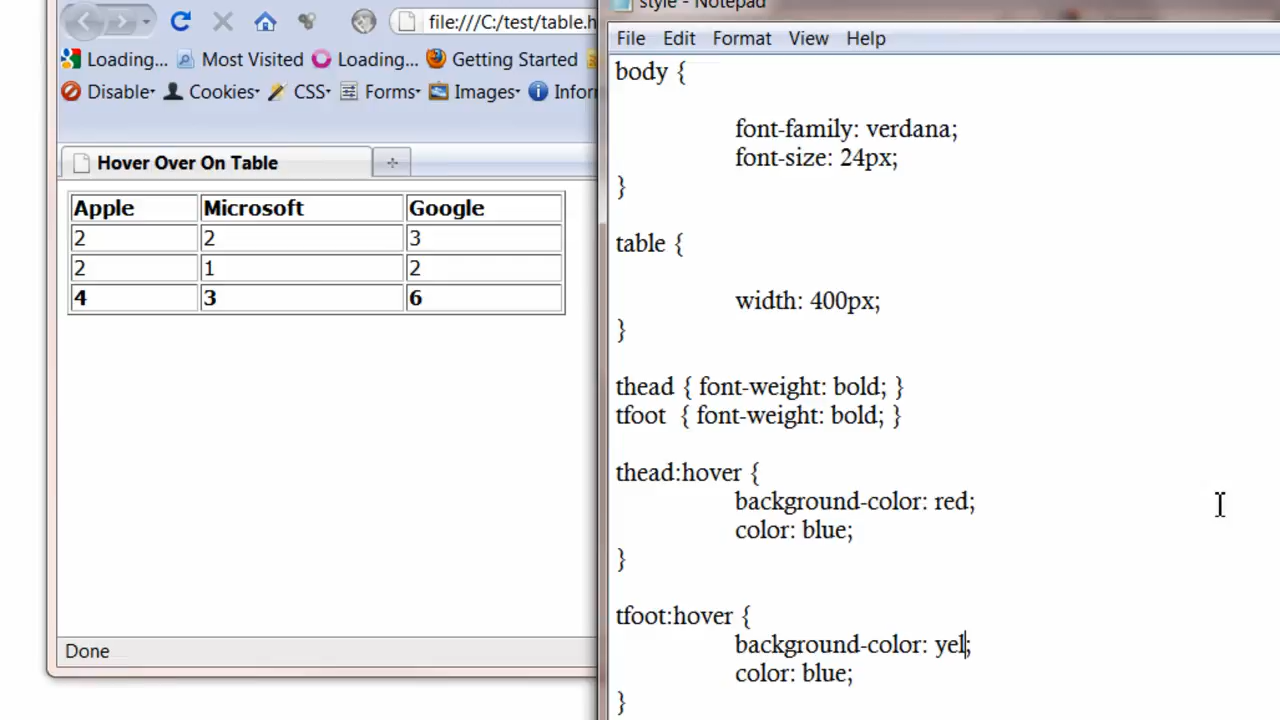 file:///C:/test/table.h
Loading... Most Visited Loading... Getting Started
Disable Cookies CSS Forms Images
Hover Over On Table
Apple Microsoft Google
2 2 3
2 1 2
4 3 6
Done
style - Notepad
File Edit Format View Help
body {
font-family: verdana;
font-size: 24px;
}
table {
width: 400px;
}
thead { font-weight: bold; }
tfoot { font-weight: bold; }
thead:hover {
background-color: red;
color: blue;
}
tfoot:hover {
background-color: yel;
color: blue;
}